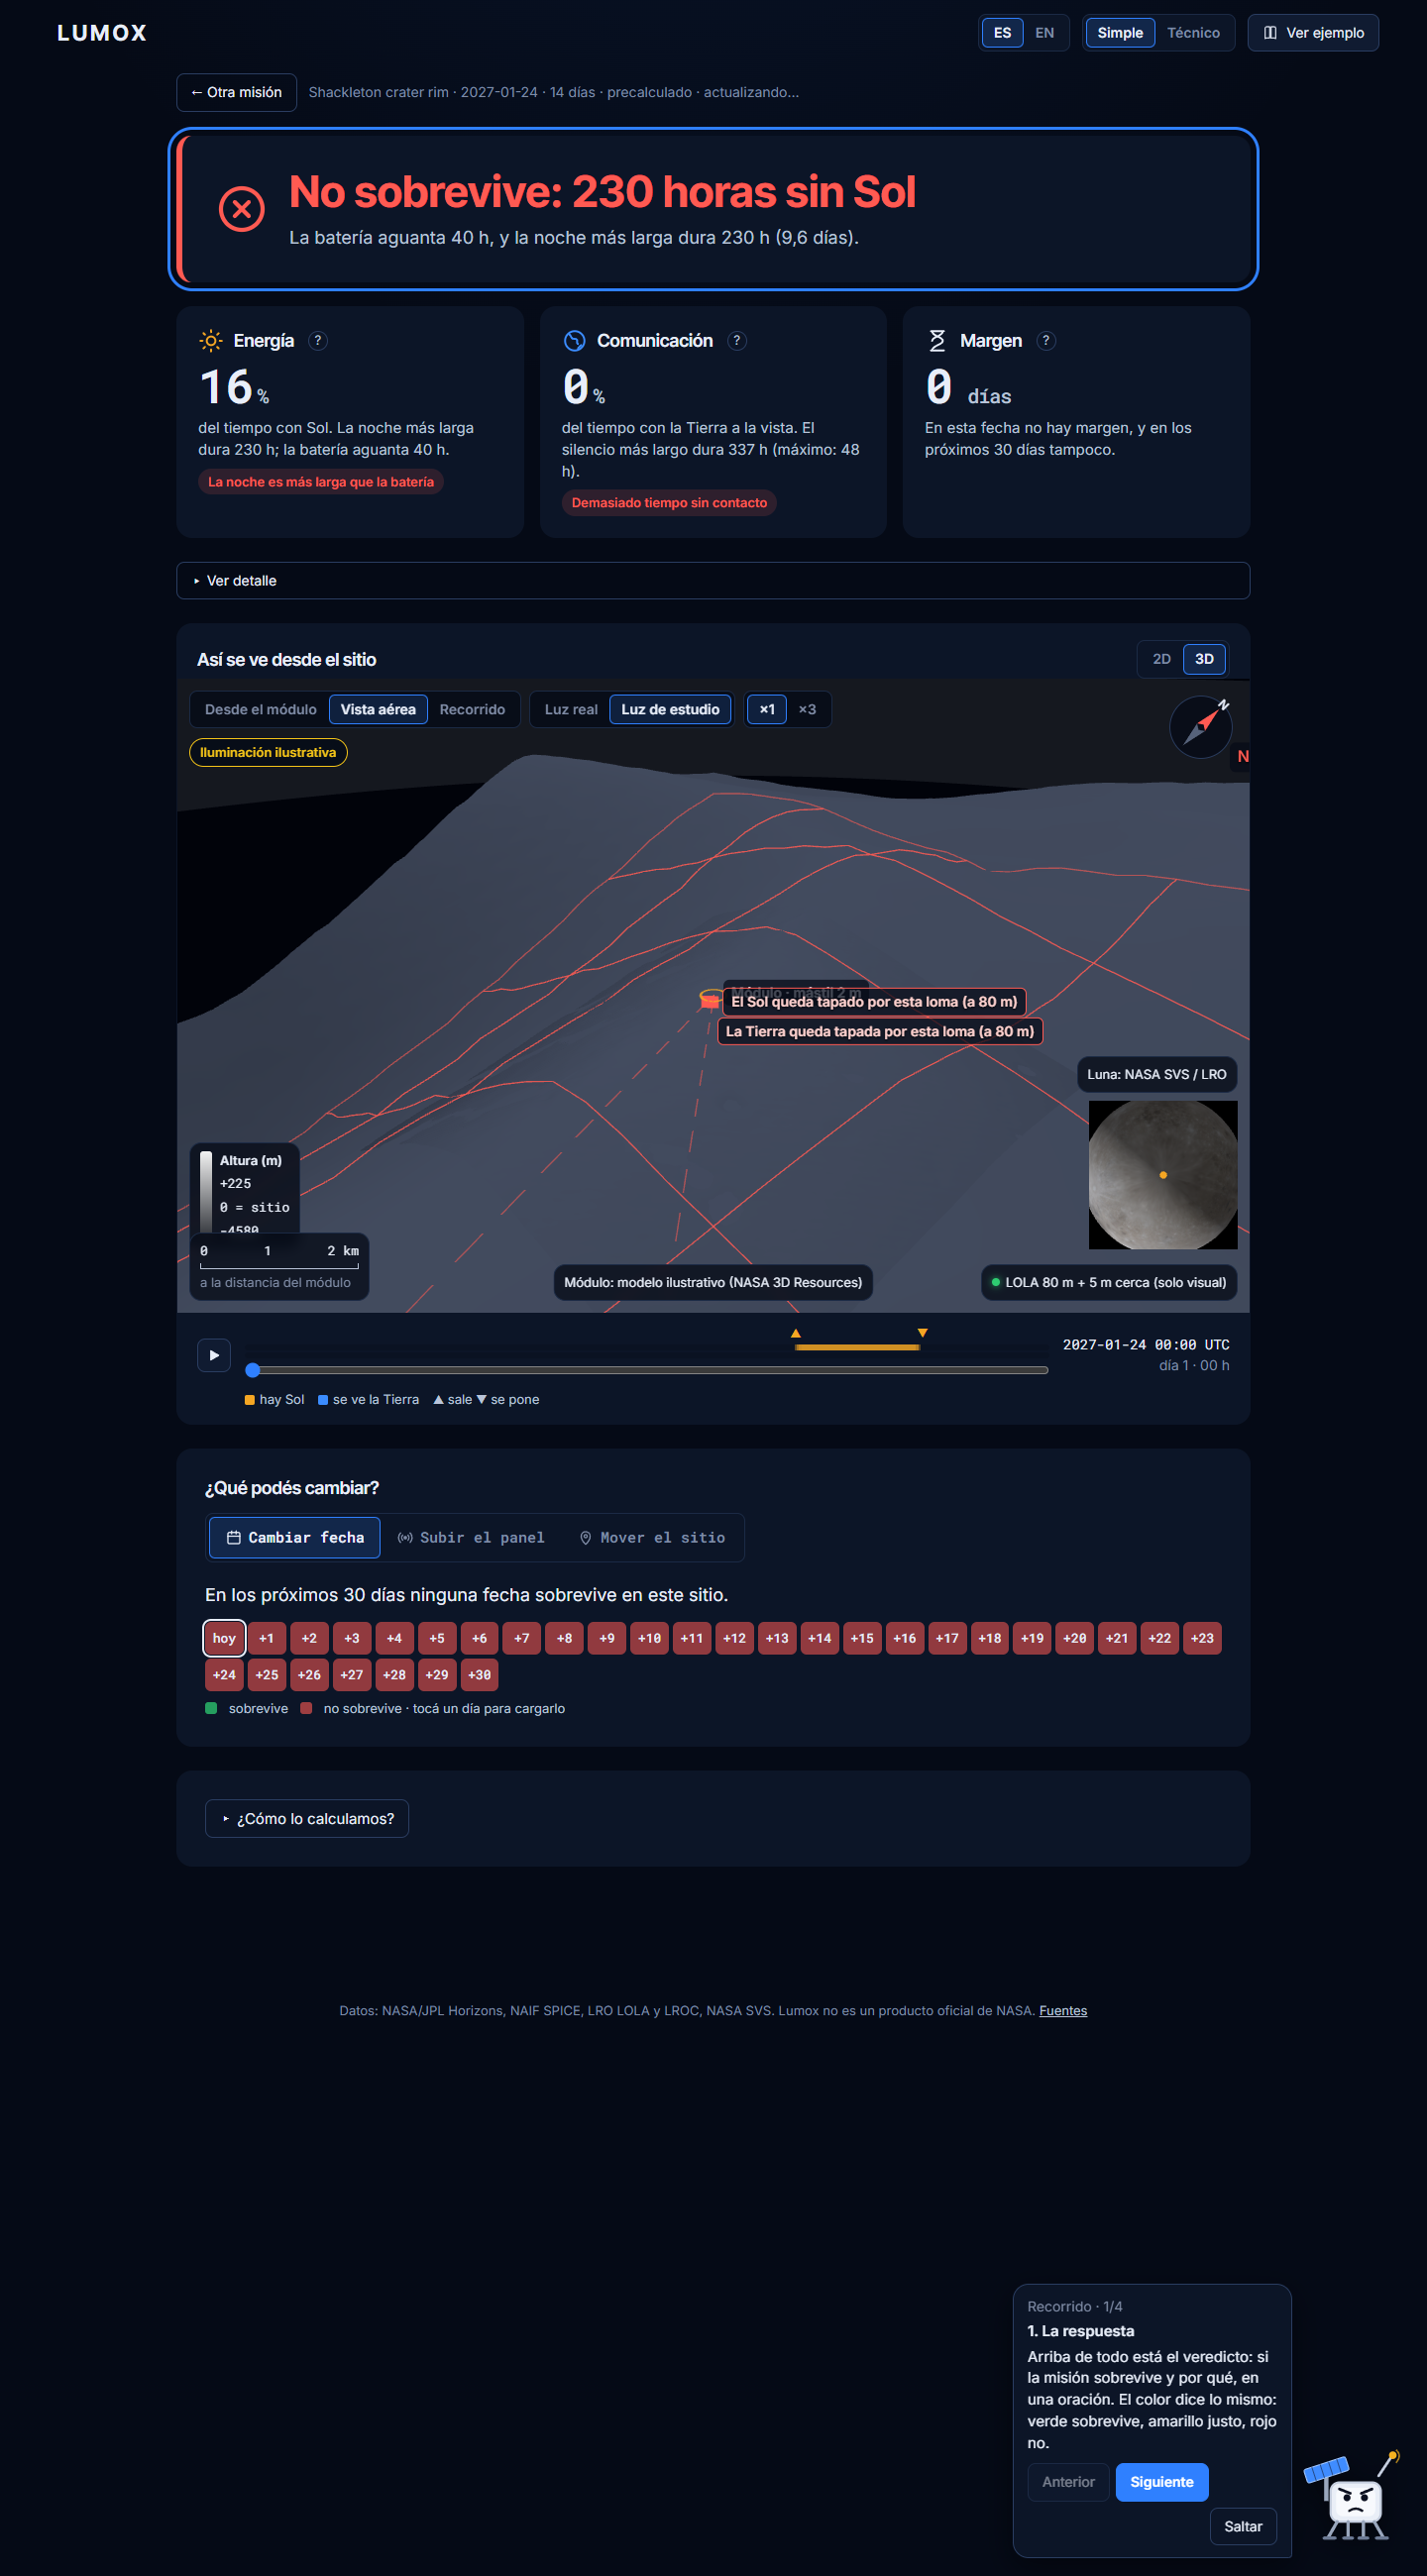 LUMOX
ES EN Simple Técnico Ver ejemplo
← Otra misión Shackleton crater rim · 2027-01-24 · 14 días · precalculado · actualizando...
No sobrevive: 230 horas sin Sol
La batería aguanta 40 h, y la noche más larga dura 230 h (9,6 días).
Energía ?
16 %
del tiempo con Sol. La noche más larga
dura 230 h; la batería aguanta 40 h.
La noche es más larga que la batería
Comunicación ?
0 %
del tiempo con la Tierra a la vista. El
silencio más largo dura 337 h (máximo: 48
h).
Demasiado tiempo sin contacto
Margen ?
0 días
En esta fecha no hay margen, y en los
próximos 30 días tampoco.
Ver detalle
Así se ve desde el sitio 2D 3D
Desde el módulo Vista aérea Recorrido Luz real Luz de estudio ×1 ×3
N
Iluminación ilustrativa
N
Módulo · mástil 2 m
El Sol queda tapado por esta loma (a 80 m)
La Tierra queda tapada por esta loma (a 80 m)
Luna: NASA SVS / LRO
Altura (m)
+225
0 = sitio
-4580
0 1 2 km
a la distancia del módulo
Módulo: modelo ilustrativo (NASA 3D Resources)
LOLA 80 m + 5 m cerca (solo visual)
2027-01-24 00:00 UTC
día 1 · 00 h
hay Sol se ve la Tierra ▲ sale ▼ se pone
¿Qué podés cambiar?
Cambiar fecha Subir el panel Mover el sitio
En los próximos 30 días ninguna fecha sobrevive en este sitio.
hoy +1 +2 +3 +4 +5 +6 +7 +8 +9 +10 +11 +12 +13 +14 +15 +16 +17 +18 +19 +20 +21 +22 +23
+24 +25 +26 +27 +28 +29 +30
sobrevive no sobrevive · tocá un día para cargarlo
¿Cómo lo calculamos?
Datos: NASA/JPL Horizons, NAIF SPICE, LRO LOLA y LROC, NASA SVS. Lumox no es un producto oficial de NASA. Fuentes
Recorrido · 1/4
1. La respuesta
Arriba de todo está el veredicto: si
la misión sobrevive y por qué, en
una oración. El color dice lo mismo:
verde sobrevive, amarillo justo, rojo
no.
Anterior Siguiente
Saltar